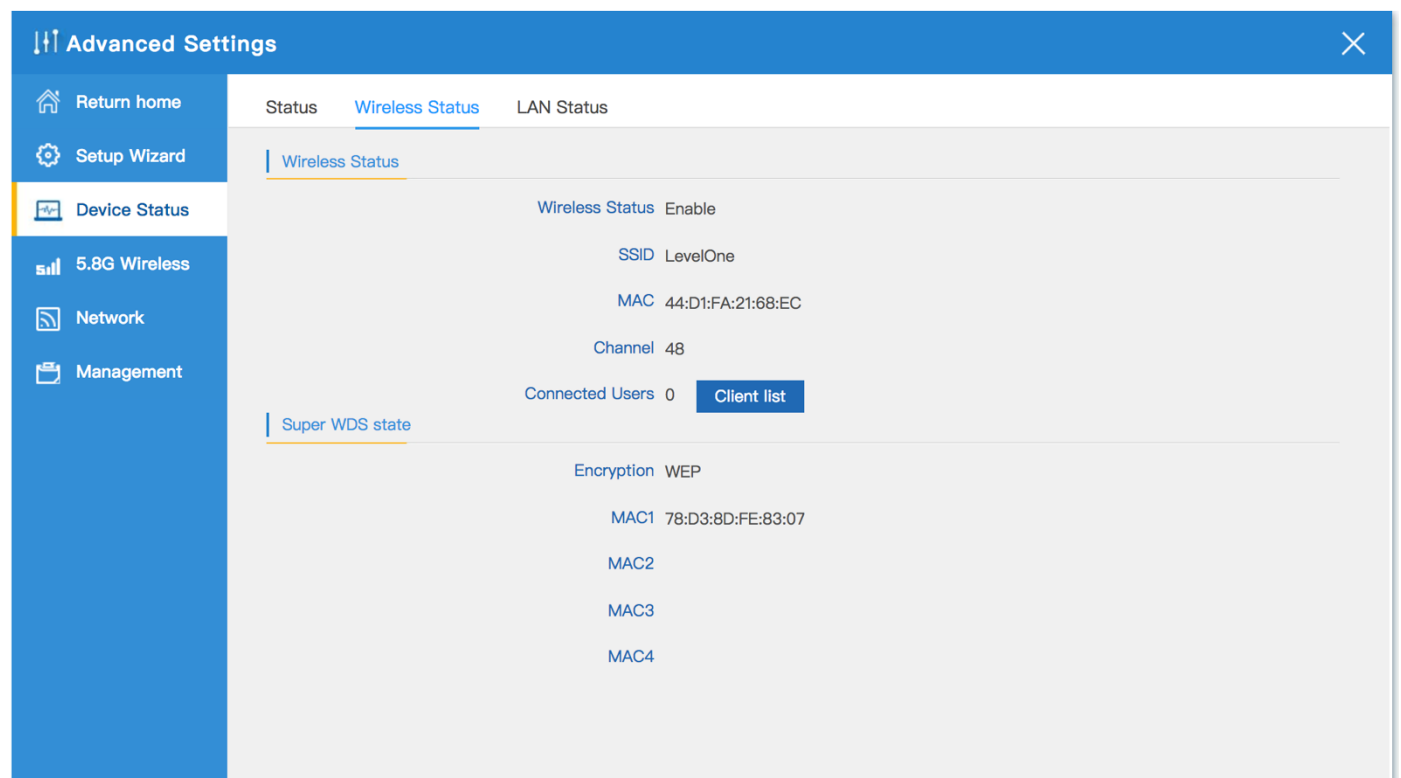 Advanced Settings
Return home
Setup Wizard
Device Status
5.8G Wireless
Network
Management
Status Wireless Status LAN Status
Wireless Status
Wireless Status Enable
SSID LevelOne
MAC 44:D1:FA:21:68:EC
Channel 48
Connected Users 0 Client list
Super WDS state
Encryption WEP
MAC1 78:D3:8D:FE:83:07
MAC2
MAC3
MAC4